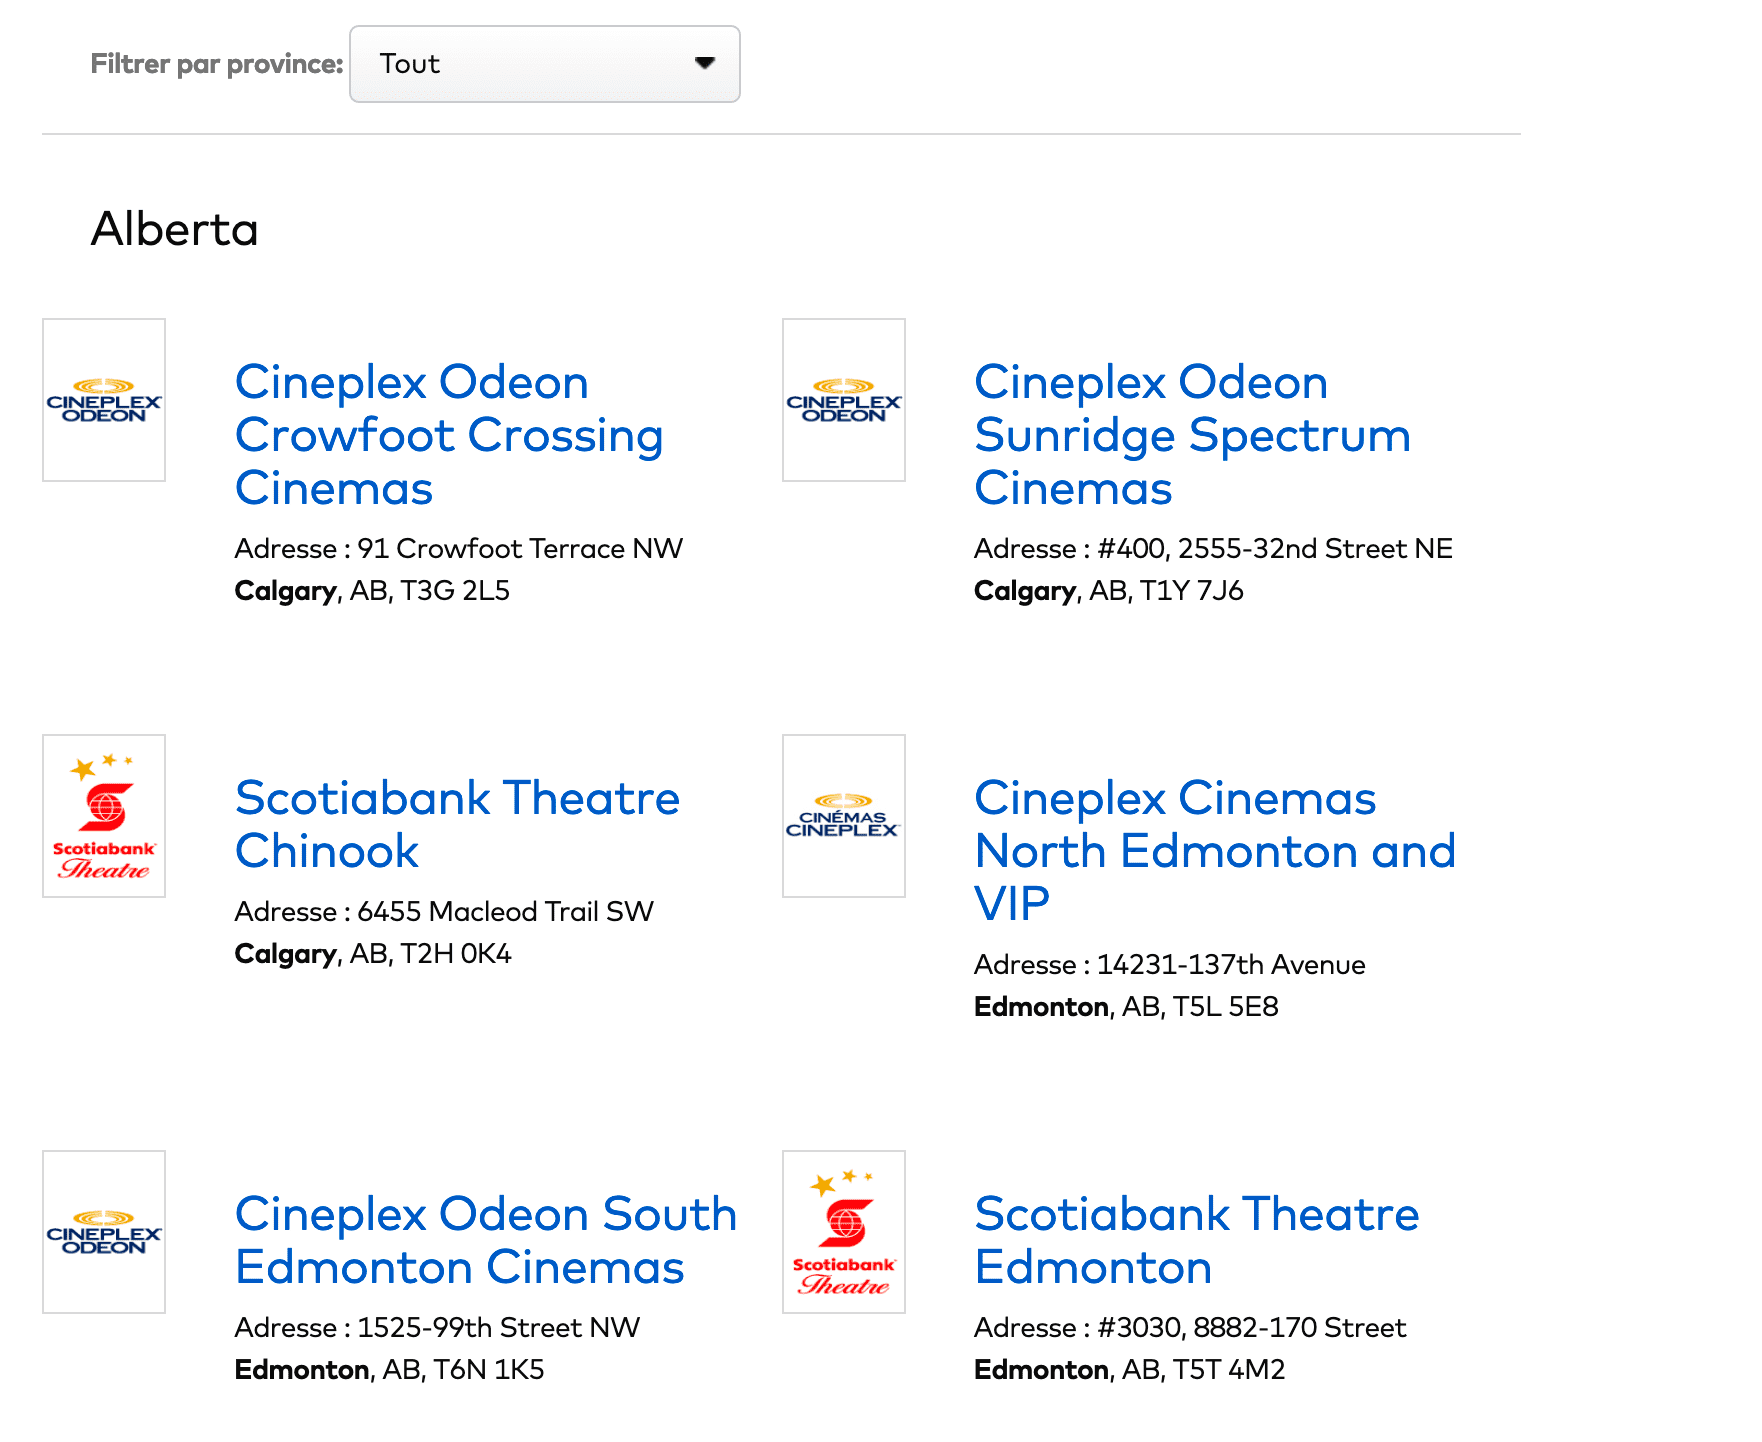 Filtrer par province: Tout
Alberta
CINEPLEX
ODEON
Cineplex Odeon
Crowfoot Crossing
Cinemas
Adresse : 91 Crowfoot Terrace NW
Calgary, AB, T3G 2L5
CINEPLEX
ODEON
Cineplex Odeon
Sunridge Spectrum
Cinemas
Adresse : #400, 2555-32nd Street NE
Calgary, AB, T1Y 7J6
Scotiabank
Theatre
Scotiabank Theatre
Chinook
Adresse : 6455 Macleod Trail SW
Calgary, AB, T2H 0K4
CINÉMAS
CINEPLEX™
Cineplex Cinemas
North Edmonton and
VIP
Adresse : 14231-137th Avenue
Edmonton, AB, T5L 5E8
CINEPLEX
ODEON
Cineplex Odeon South
Edmonton Cinemas
Adresse : 1525-99th Street NW
Edmonton, AB, T6N 1K5
Scotiabank
Theatre
Scotiabank Theatre
Edmonton
Adresse : #3030, 8882-170 Street
Edmonton, AB, T5T 4M2